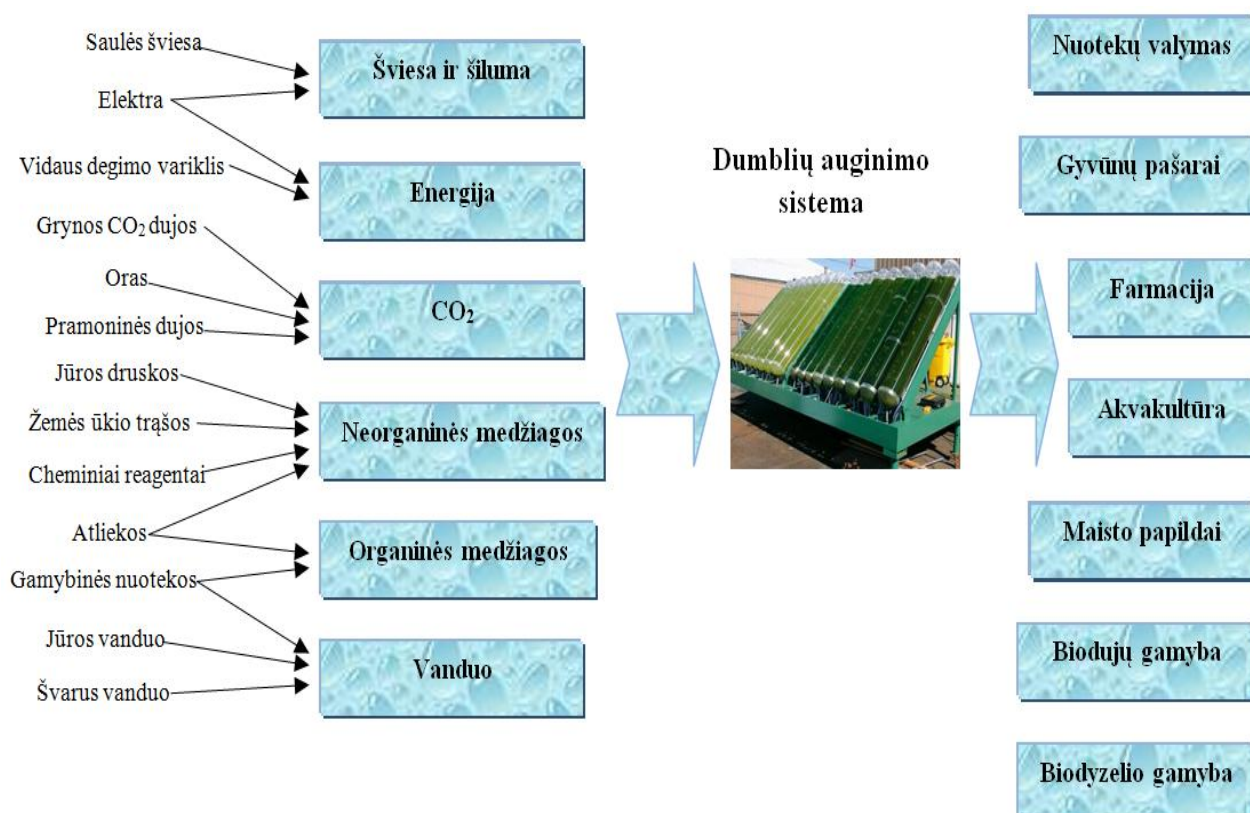 Saulės šviesa
Elektra
Vidaus degimo variklis
Grynos CO₂ dujos
Oras
Pramoninės dujos
Jūros druskos
Žemės ūkio trąšos
Cheminiai reagentai
Atliekos
Gamybinės nuotekos
Jūros vanduo
Švarus vanduo
Šviesa ir šiluma
Energija
CO₂
Neorganinės medžiagos
Organinės medžiagos
Vanduo
Dumblių auginimo
sistema
Nuotekų valymas
Gyvūnų pašarai
Farmacija
Akvakultūra
Maisto papildai
Biodujų gamyba
Biodyzelio gamyba